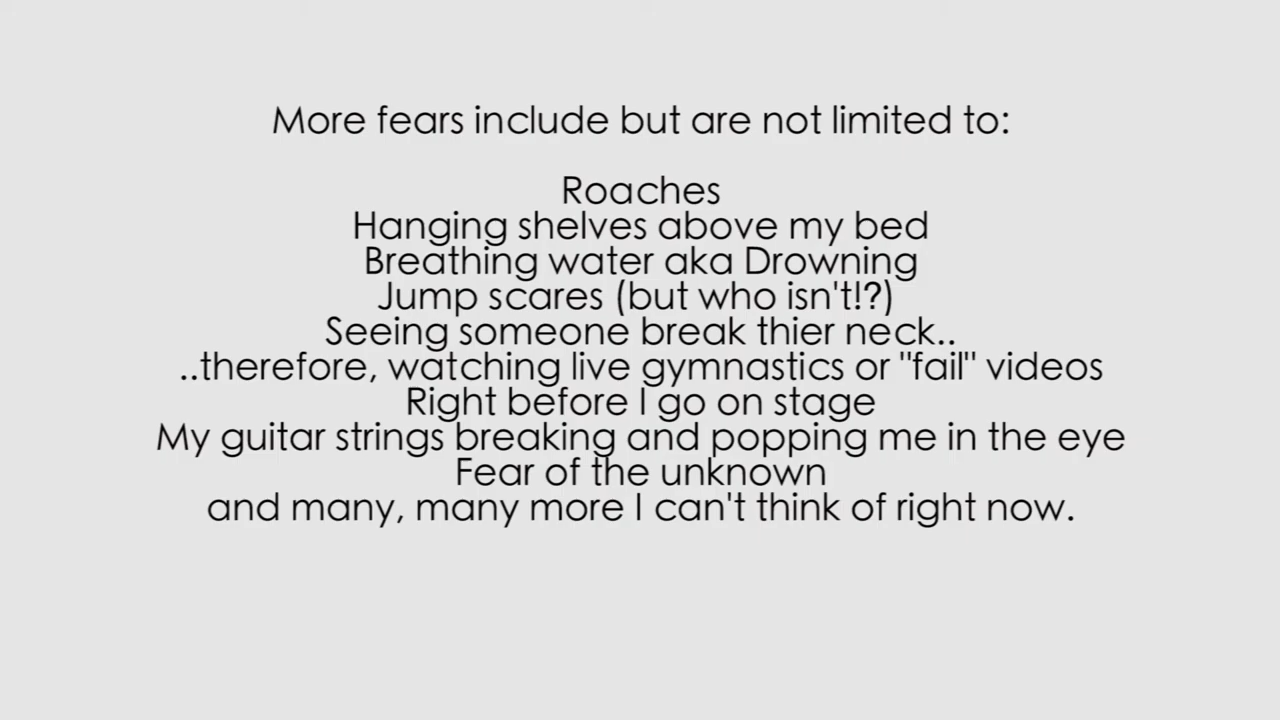 More fears include but are not limited to:
Roaches
Hanging shelves above my bed
Breathing water aka Drowning
Jump scares (but who isn't!?)
Seeing someone break thier neck..
..therefore, watching live gymnastics or "fail" videos
Right before I go on stage
My guitar strings breaking and popping me in the eye
Fear of the unknown
and many, many more I can't think of right now.